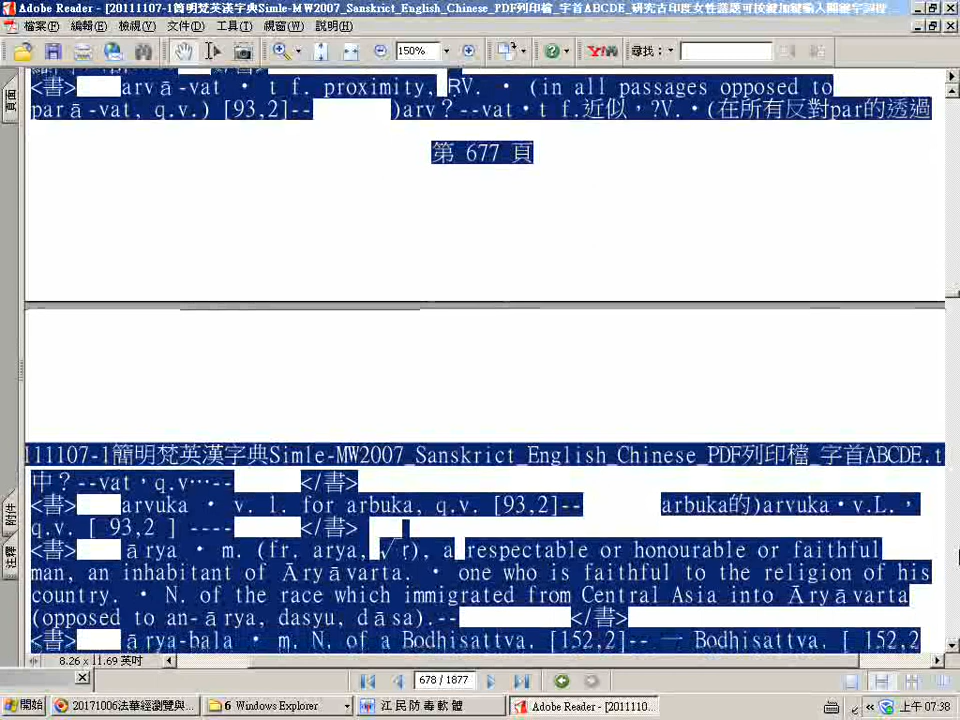 Adobe Reader - [20111107-1簡明梵英漢字典Simle-MW2007_Sanskrict_English_Chinese_PDF列印檔_字首ABCDE_研究古印度女性議題可按鍵加鍵輸入關鍵字詞搜
檔案(F) 編輯(E) 檢視(V) 文件(D) 工具(T) 視窗(W) 說明(H)
150% Y! 尋找:
頁面
<書> arvā-vat · t f. proximity, RV. · (in all passages opposed to
parā-vat, q.v.) [93,2]-- )arv？--vat·t f.近似，?V.·(在所有反對par的透過
第 677 頁
111107-1簡明梵英漢字典Simle-MW2007_Sanskrict_English_Chinese_PDF列印檔_字首ABCDE.t
中？--vat，q.v…-- </書>
<書> arvuka · v. l. for arbuka, q.v. [93,2]-- arbuka的)arvuka·v.L.，
q.v. [ 93,2 ] ---- </書>
<書> ārya · m. (fr. arya, √r), a respectable or honourable or faithful
man, an inhabitant of Āryāvarta. · one who is faithful to the religion of his
country. · N. of the race which immigrated from Central Asia into Āryāvarta
(opposed to an-ārya, dasyu, dāsa).-- </書>
<書> ārya-bala · m. N. of a Bodhisattva. [152,2]-- 一 Bodhisattva. [ 152,2
附件
注釋
8.26 x 11.69 英吋
678 / 1877
開始 20171006法華經瀏覽與... 6 Windows Explorer 江民防毒軟體 Adobe Reader - [2011110... 上午 07:38